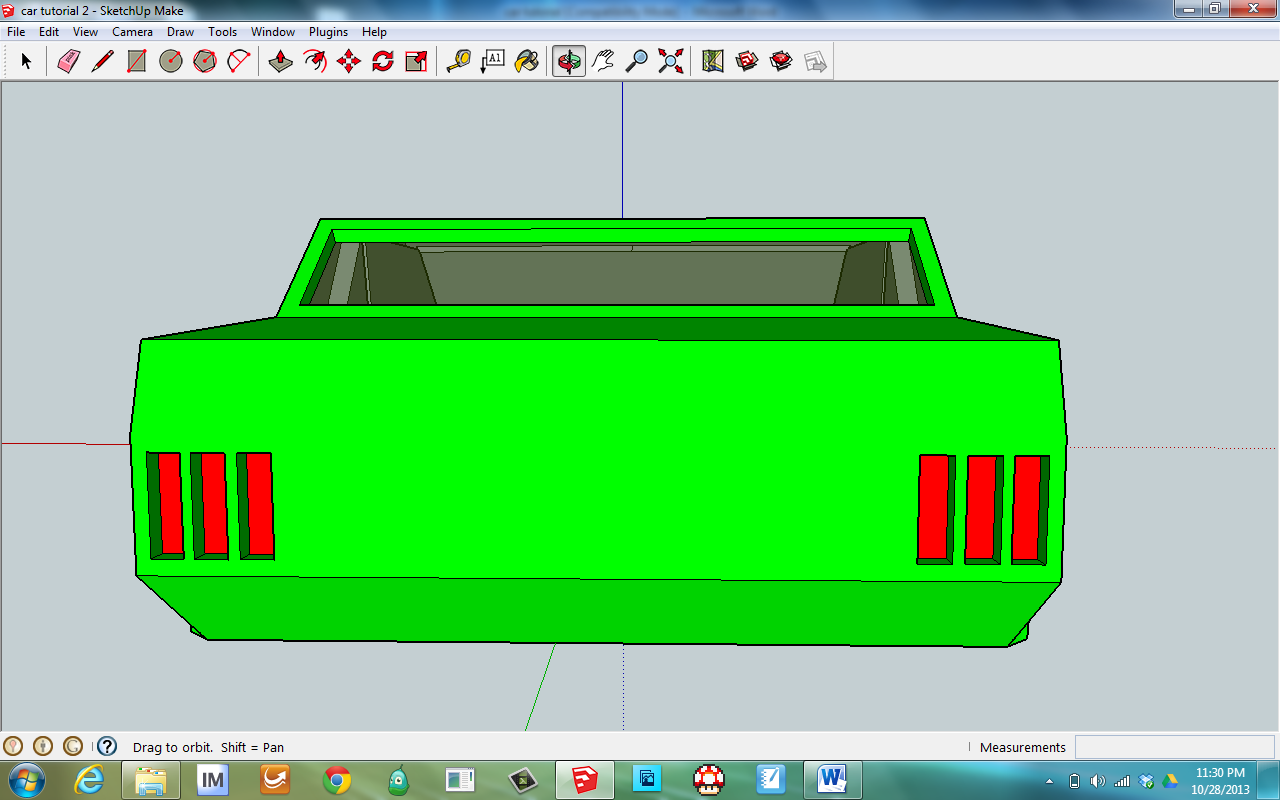 car tutorial 2 - SketchUp Make
File Edit View Camera Draw Tools Window Plugins Help
A1
Drag to orbit. Shift = Pan
Measurements
IM
W
11:30 PM
10/28/2013